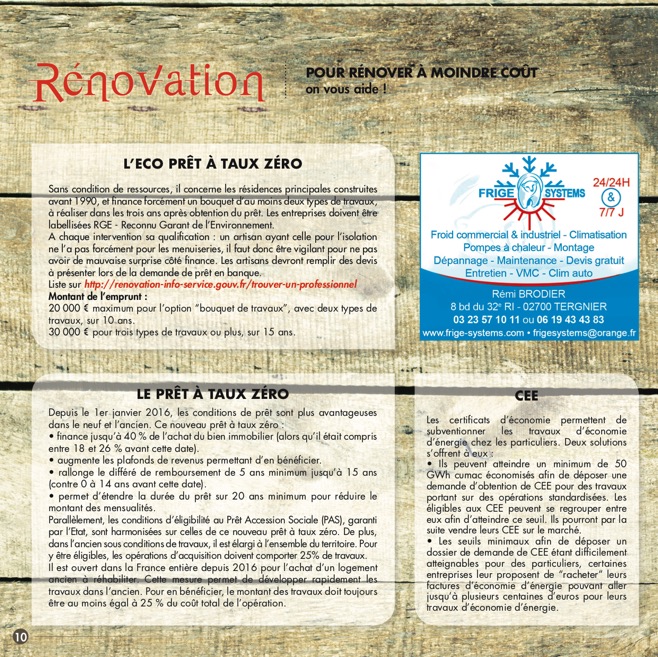 Rénovation
POUR RÉNOVER À MOINDRE COÛT
on vous aide !
L'ECO PRÊT À TAUX ZÉRO
Sans condition de ressources, il concerne les résidences principales construites
avant 1990, et finance forcément un bouquet d'au moins deux types de travaux,
à réaliser dans les trois ans après obtention du prêt. Les entreprises doivent être
labellisées RGE - Reconnu Garant de l'Environnement.
A chaque intervention sa qualification : un artisan ayant celle pour l'isolation
ne l'a pas forcément pour les menuiseries, il faut donc être vigilant pour ne pas
avoir de mauvaise surprise côté finance. Les artisans devront remplir des devis
à présenter lors de la demande de prêt en banque.
Liste sur http://renovation-info-service.gouv.fr/trouver-un-professionnel
Montant de l'emprunt :
20 000 € maximum pour l'option "bouquet de travaux", avec deux types de
travaux, sur 10 ans.
30 000 € pour trois types de travaux ou plus, sur 15 ans.
FRIGE SYSTEMS
24/24H
&
7/7 J
Froid commercial & industriel - Climatisation
Pompes à chaleur - Montage
Dépannage - Maintenance - Devis gratuit
Entretien - VMC - Clim auto
Rémi BRODIER
8 bd du 32e RI - 02700 TERGNIER
03 23 57 10 11 ou 06 19 43 43 83
www.frige-systems.com • frigesystems@orange.fr
LE PRÊT À TAUX ZÉRO
Depuis le 1er janvier 2016, les conditions de prêt sont plus avantageuses
dans le neuf et l'ancien. Ce nouveau prêt à taux zéro :
• finance jusqu'à 40 % de l'achat du bien immobilier (alors qu'il était compris
entre 18 et 26 % avant cette date).
• augmente les plafonds de revenus permettant d'en bénéficier.
• rallonge le différé de remboursement de 5 ans minimum jusqu'à 15 ans
(contre 0 à 14 ans avant cette date).
• permet d'étendre la durée du prêt sur 20 ans minimum pour réduire le
montant des mensualités.
Parallèlement, les conditions d'éligibilité au Prêt Accession Sociale (PAS), garanti
par l'Etat, sont harmonisées sur celles de ce nouveau prêt à taux zéro. De plus,
dans l'ancien sous conditions de travaux, il est élargi à l'ensemble du territoire. Pour
y être éligibles, les opérations d'acquisition doivent comporter 25% de travaux.
Il est ouvert dans la France entière depuis 2016 pour l'achat d'un logement
ancien à réhabiliter. Cette mesure permet de développer rapidement les
travaux dans l'ancien. Pour en bénéficier, le montant des travaux doit toujours
être au moins égal à 25 % du coût total de l'opération.
CEE
Les certificats d'économie permettent de
subventionner les travaux d'économie
d'énergie chez les particuliers. Deux solutions
s'offrent à eux :
• Ils peuvent atteindre un minimum de 50
GWh cumac économisés afin de déposer une
demande d'obtention de CEE pour des travaux
portant sur des opérations standardisées. Les
éligibles aux CEE peuvent se regrouper entre
eux afin d'atteindre ce seuil. Ils pourront par la
suite vendre leurs CEE sur le marché.
• Les seuils minimaux afin de déposer un
dossier de demande de CEE étant difficilement
atteignables pour des particuliers, certaines
entreprises leur proposent de "racheter" leurs
factures d'économie d'énergie pouvant aller
jusqu'à plusieurs centaines d'euros pour leurs
travaux d'économie d'énergie.
10